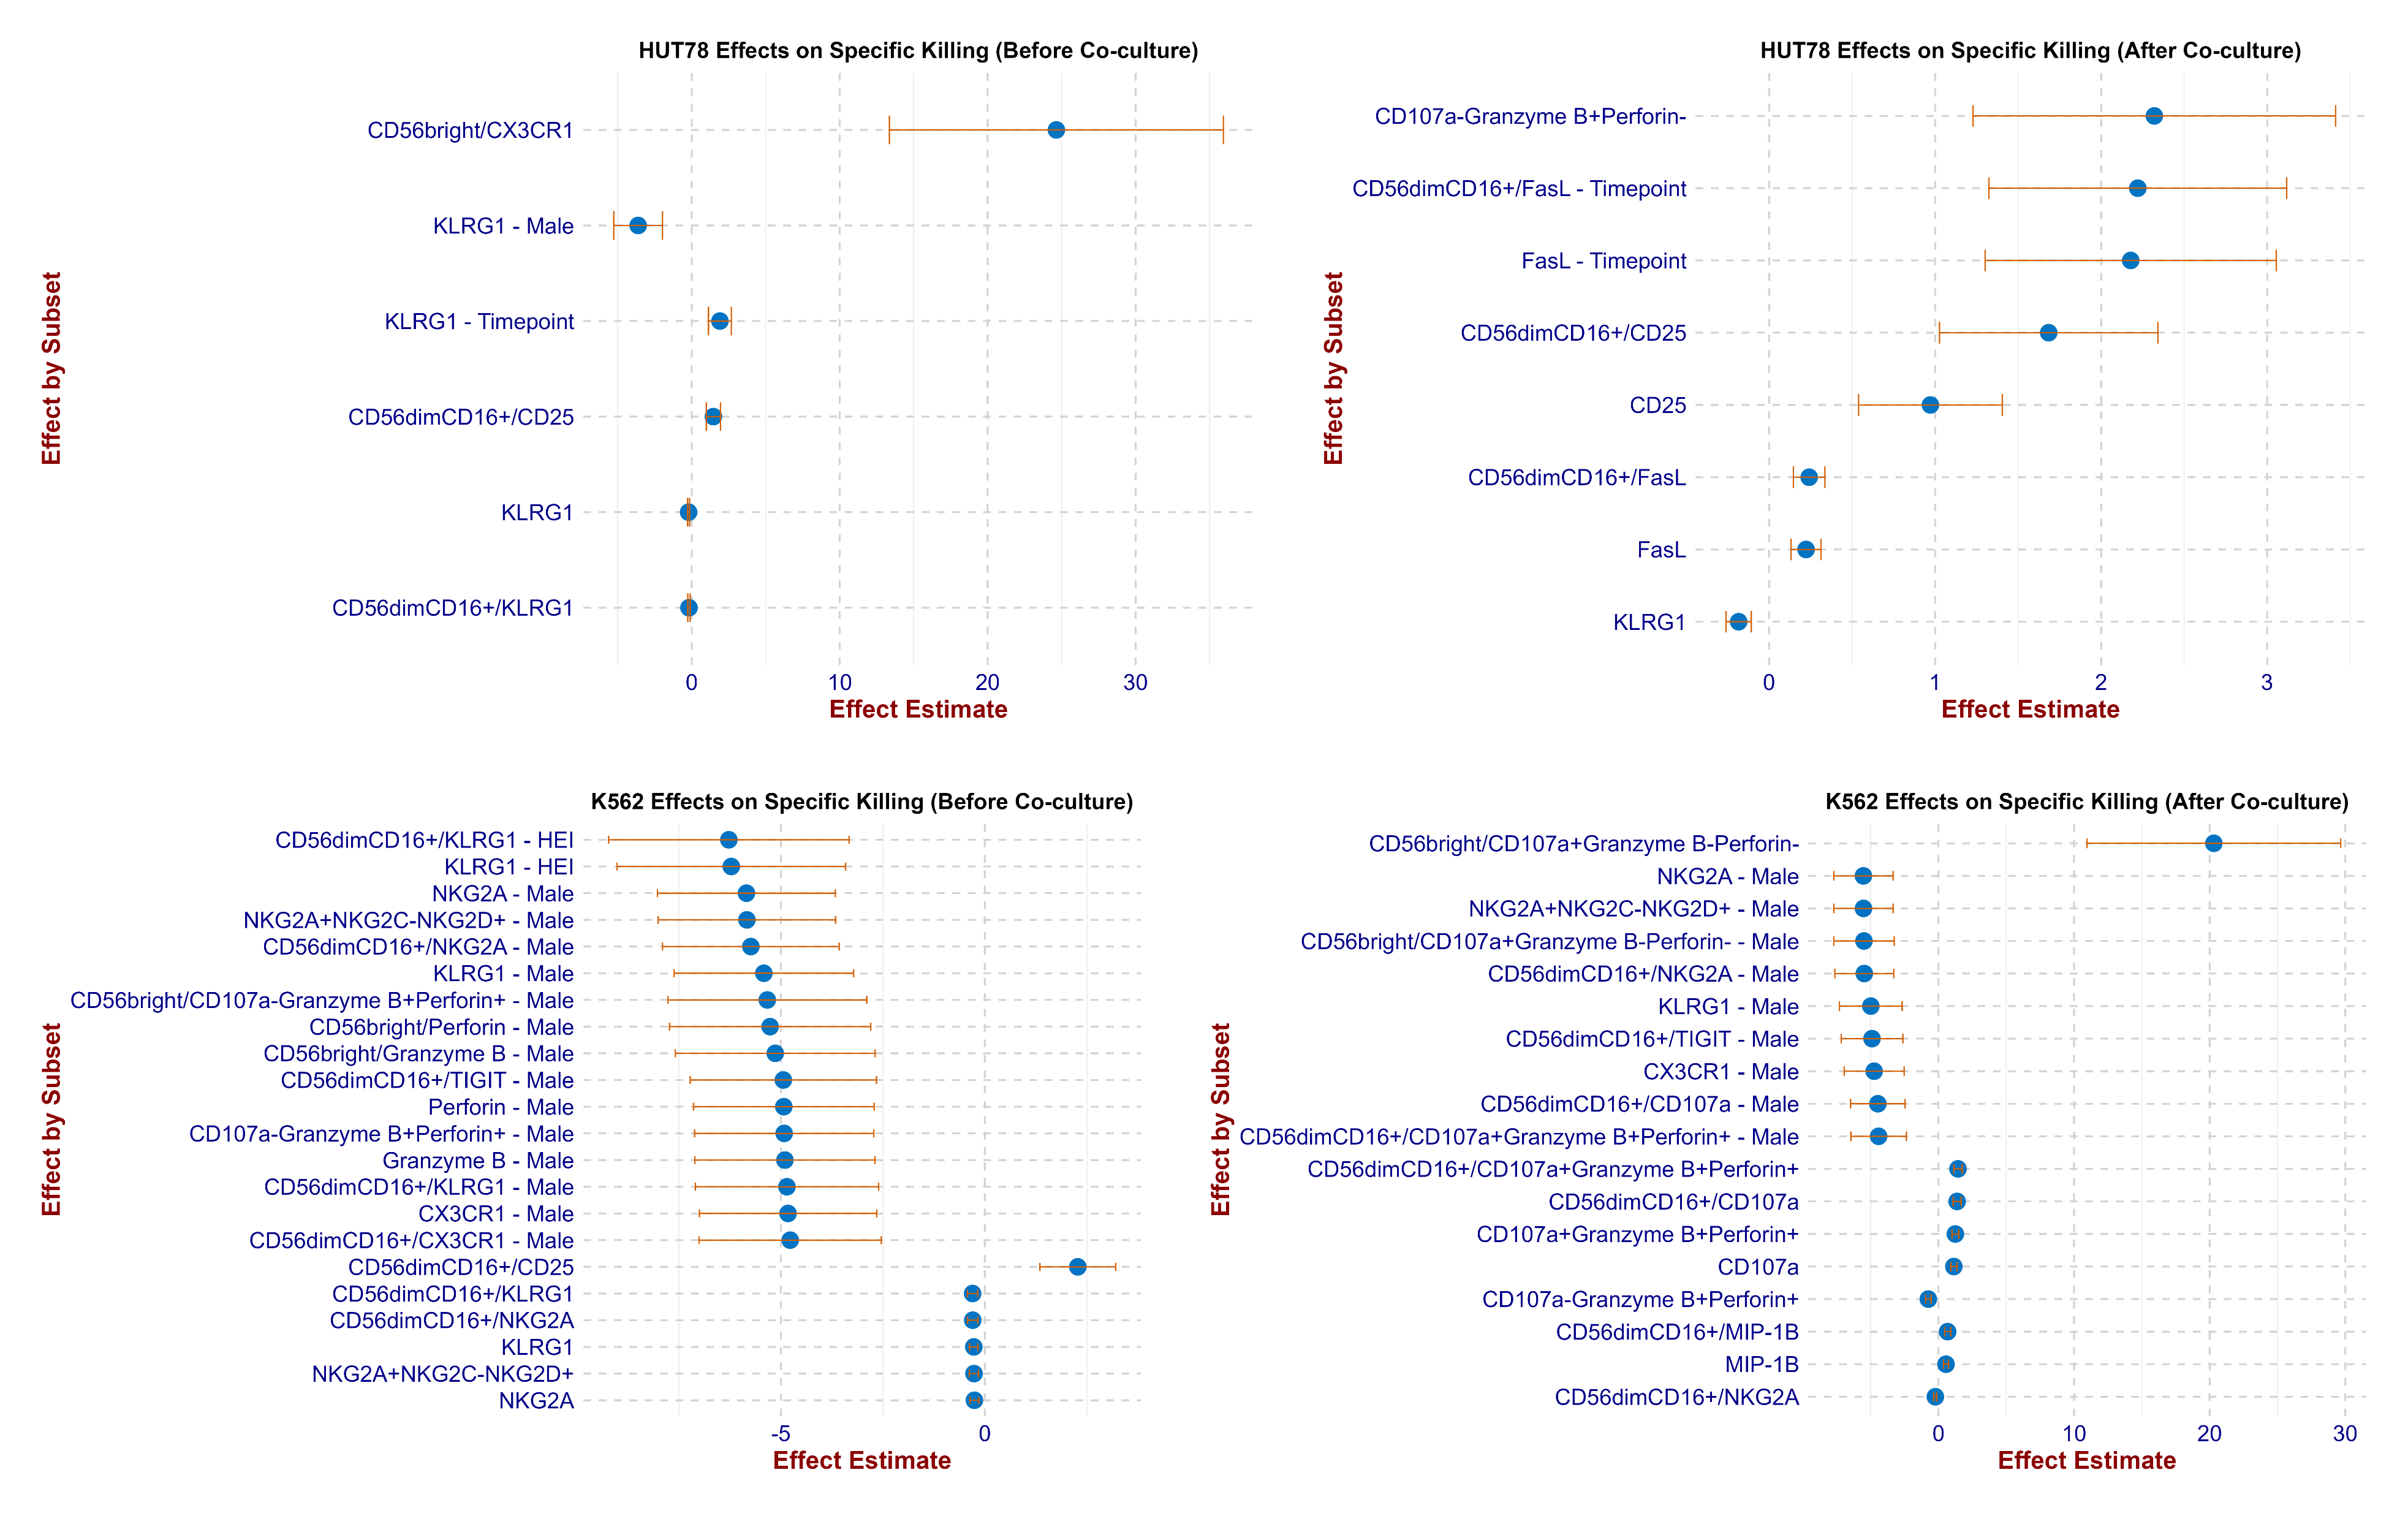 HUT78 Effects on Specific Killing (Before Co-culture)
Effect by Subset
CD56bright/CX3CR1
KLRG1 - Male
KLRG1 - Timepoint
CD56dimCD16+/CD25
KLRG1
CD56dimCD16+/KLRG1
0 10 20 30
Effect Estimate
HUT78 Effects on Specific Killing (After Co-culture)
Effect by Subset
CD107a-Granzyme B+Perforin-
CD56dimCD16+/FasL - Timepoint
FasL - Timepoint
CD56dimCD16+/CD25
CD25
CD56dimCD16+/FasL
FasL
KLRG1
0 1 2 3
Effect Estimate
K562 Effects on Specific Killing (Before Co-culture)
Effect by Subset
CD56dimCD16+/KLRG1 - HEI
KLRG1 - HEI
NKG2A - Male
NKG2A+NKG2C-NKG2D+ - Male
CD56dimCD16+/NKG2A - Male
KLRG1 - Male
CD56bright/CD107a-Granzyme B+Perforin+ - Male
CD56bright/Perforin - Male
CD56bright/Granzyme B - Male
CD56dimCD16+/TIGIT - Male
Perforin - Male
CD107a-Granzyme B+Perforin+ - Male
Granzyme B - Male
CD56dimCD16+/KLRG1 - Male
CX3CR1 - Male
CD56dimCD16+/CX3CR1 - Male
CD56dimCD16+/CD25
CD56dimCD16+/KLRG1
CD56dimCD16+/NKG2A
KLRG1
NKG2A+NKG2C-NKG2D+
NKG2A
-5 0
Effect Estimate
K562 Effects on Specific Killing (After Co-culture)
Effect by Subset
CD56bright/CD107a+Granzyme B-Perforin-
NKG2A - Male
NKG2A+NKG2C-NKG2D+ - Male
CD56bright/CD107a+Granzyme B-Perforin- - Male
CD56dimCD16+/NKG2A - Male
KLRG1 - Male
CD56dimCD16+/TIGIT - Male
CX3CR1 - Male
CD56dimCD16+/CD107a - Male
CD56dimCD16+/CD107a+Granzyme B+Perforin+ - Male
CD56dimCD16+/CD107a+Granzyme B+Perforin+
CD56dimCD16+/CD107a
CD107a+Granzyme B+Perforin+
CD107a
CD107a-Granzyme B+Perforin+
CD56dimCD16+/MIP-1B
MIP-1B
CD56dimCD16+/NKG2A
0 10 20 30
Effect Estimate